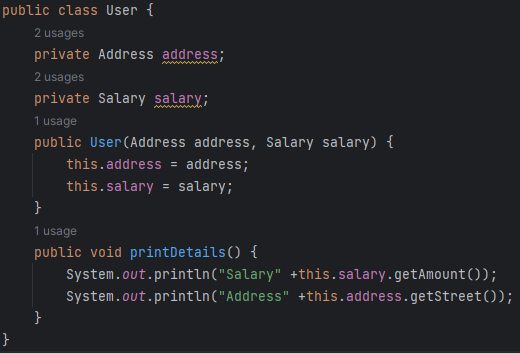 public class User {
2 usages
private Address address;
2 usages
private Salary salary;
1 usage
public User(Address address, Salary salary) {
this.address = address;
this.salary = salary;
}
1 usage
public void printDetails() {
System.out.println("Salary" +this.salary.getAmount());
System.out.println("Address" +this.address.getStreet());
}
}